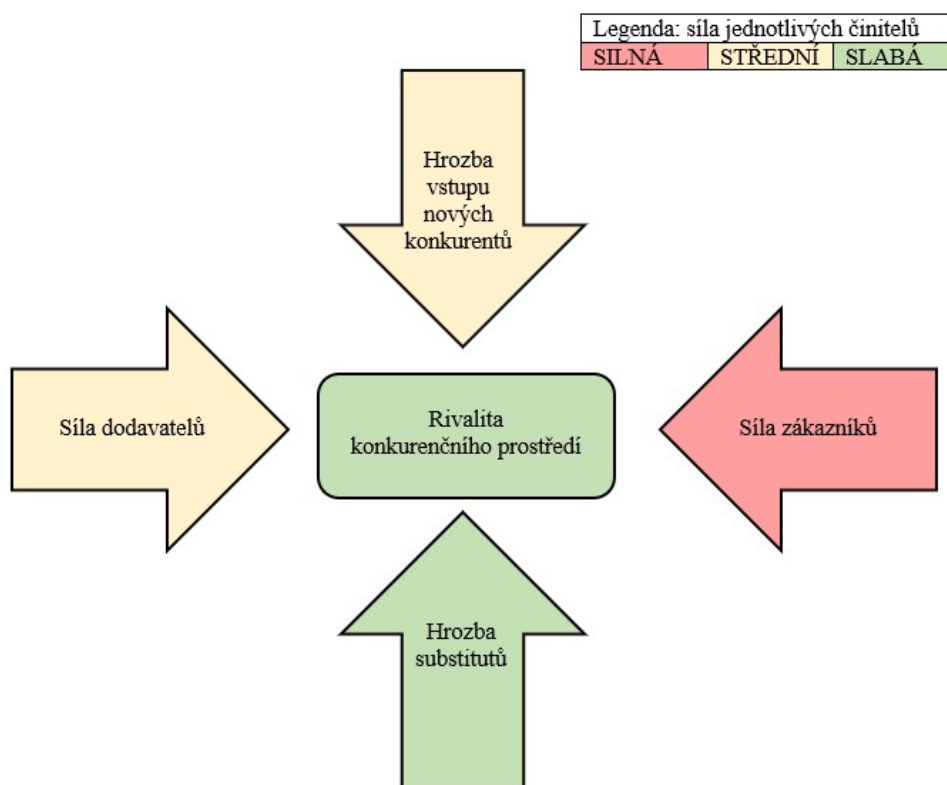 Legenda: síla jednotlivých činitelů
SILNÁ STŘEDNÍ SLABÁ
Hrozba
vstupu
nových
konkurentů
Síla dodavatelů
Rivalita
konkurenčního prostředí
Síla zákazníků
Hrozba
substitutů